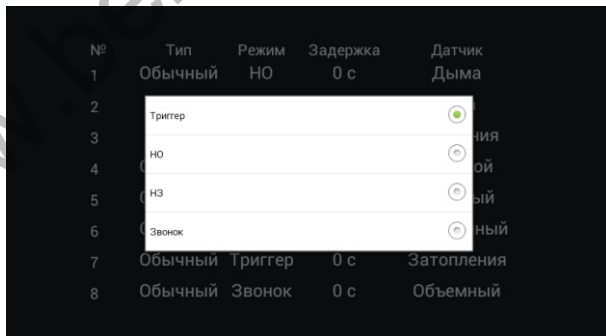 № Тип Режим Задержка Датчик
1 Обычный НО 0 с Дыма
2
Триггер
3 ния
НО
4 ой
НЗ
5 ый
6 ный
Звонок
7 Обычный Триггер 0 с Затопления
8 Обычный Звонок 0 с Объемный